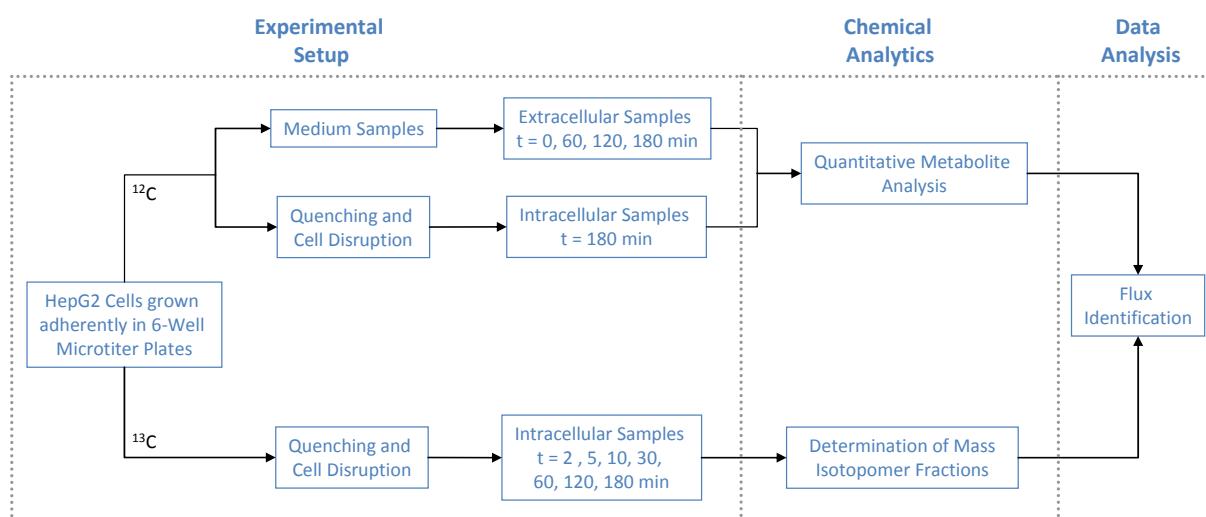 Experimental
Setup
Chemical
Analytics
Data
Analysis
Medium Samples
Extracellular Samples
t = 0, 60, 120, 180 min
Quantitative Metabolite
Analysis
¹²C
Quenching and
Cell Disruption
Intracellular Samples
t = 180 min
HepG2 Cells grown
adherently in 6-Well
Microtiter Plates
Flux
Identification
¹³C
Quenching and
Cell Disruption
Intracellular Samples
t = 2 , 5, 10, 30,
60, 120, 180 min
Determination of Mass
Isotopomer Fractions